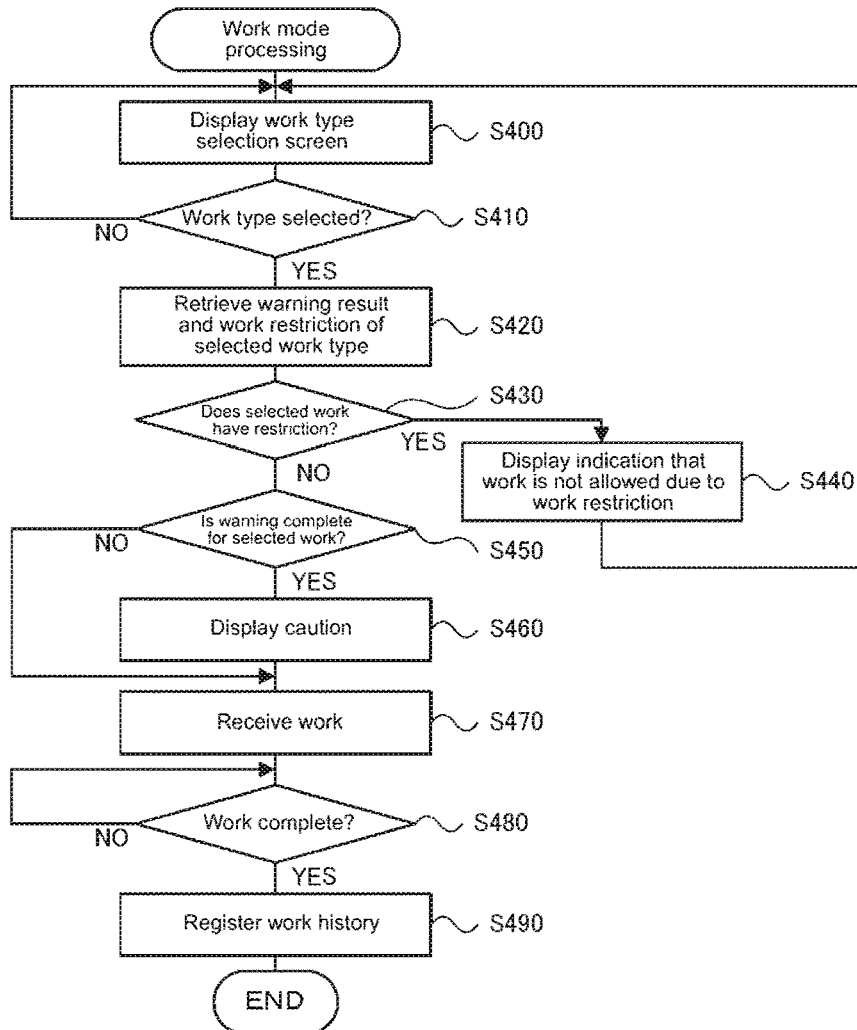 Work mode
processing
Display work type
selection screen
S400
Work type selected?
S410
NO
YES
Retrieve warning result
and work restriction of
selected work type
S420
Does selected work
have restriction?
S430
YES
NO
Display indication that
work is not allowed due to
work restriction
S440
Is warning complete
for selected work?
S450
NO
YES
Display caution
S460
Receive work
S470
Work complete?
S480
NO
YES
Register work history
S490
END